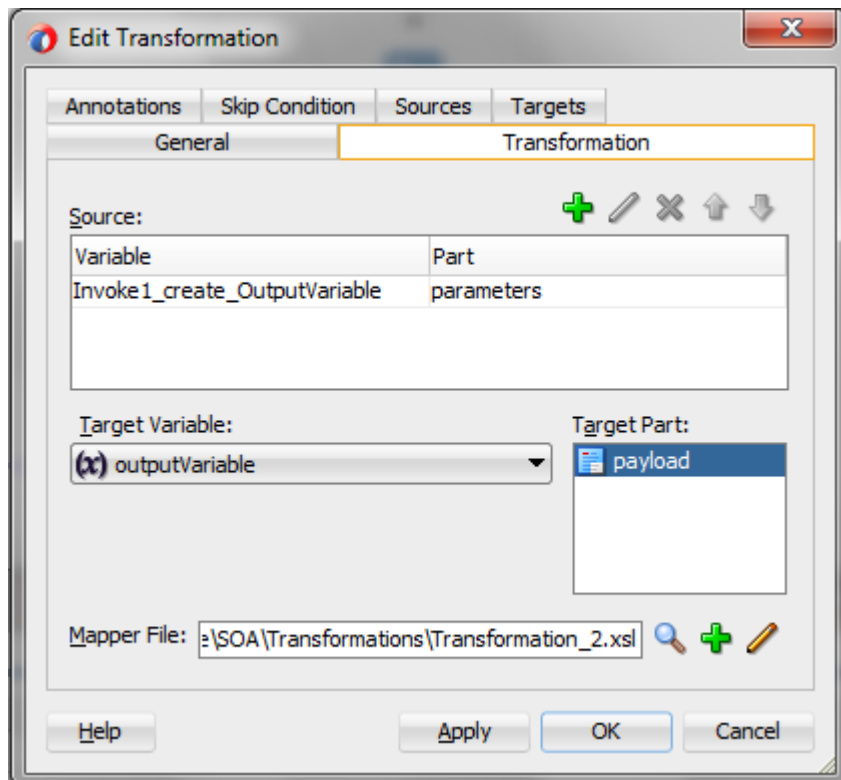 Edit Transformation
Annotations Skip Condition Sources Targets
General Transformation
Source:
Variable Part
Invoke1_create_OutputVariable parameters
Target Variable: Target Part:
(x) outputVariable payload
Mapper File: e\SOA\Transformations\Transformation_2.xsl
Help Apply OK Cancel